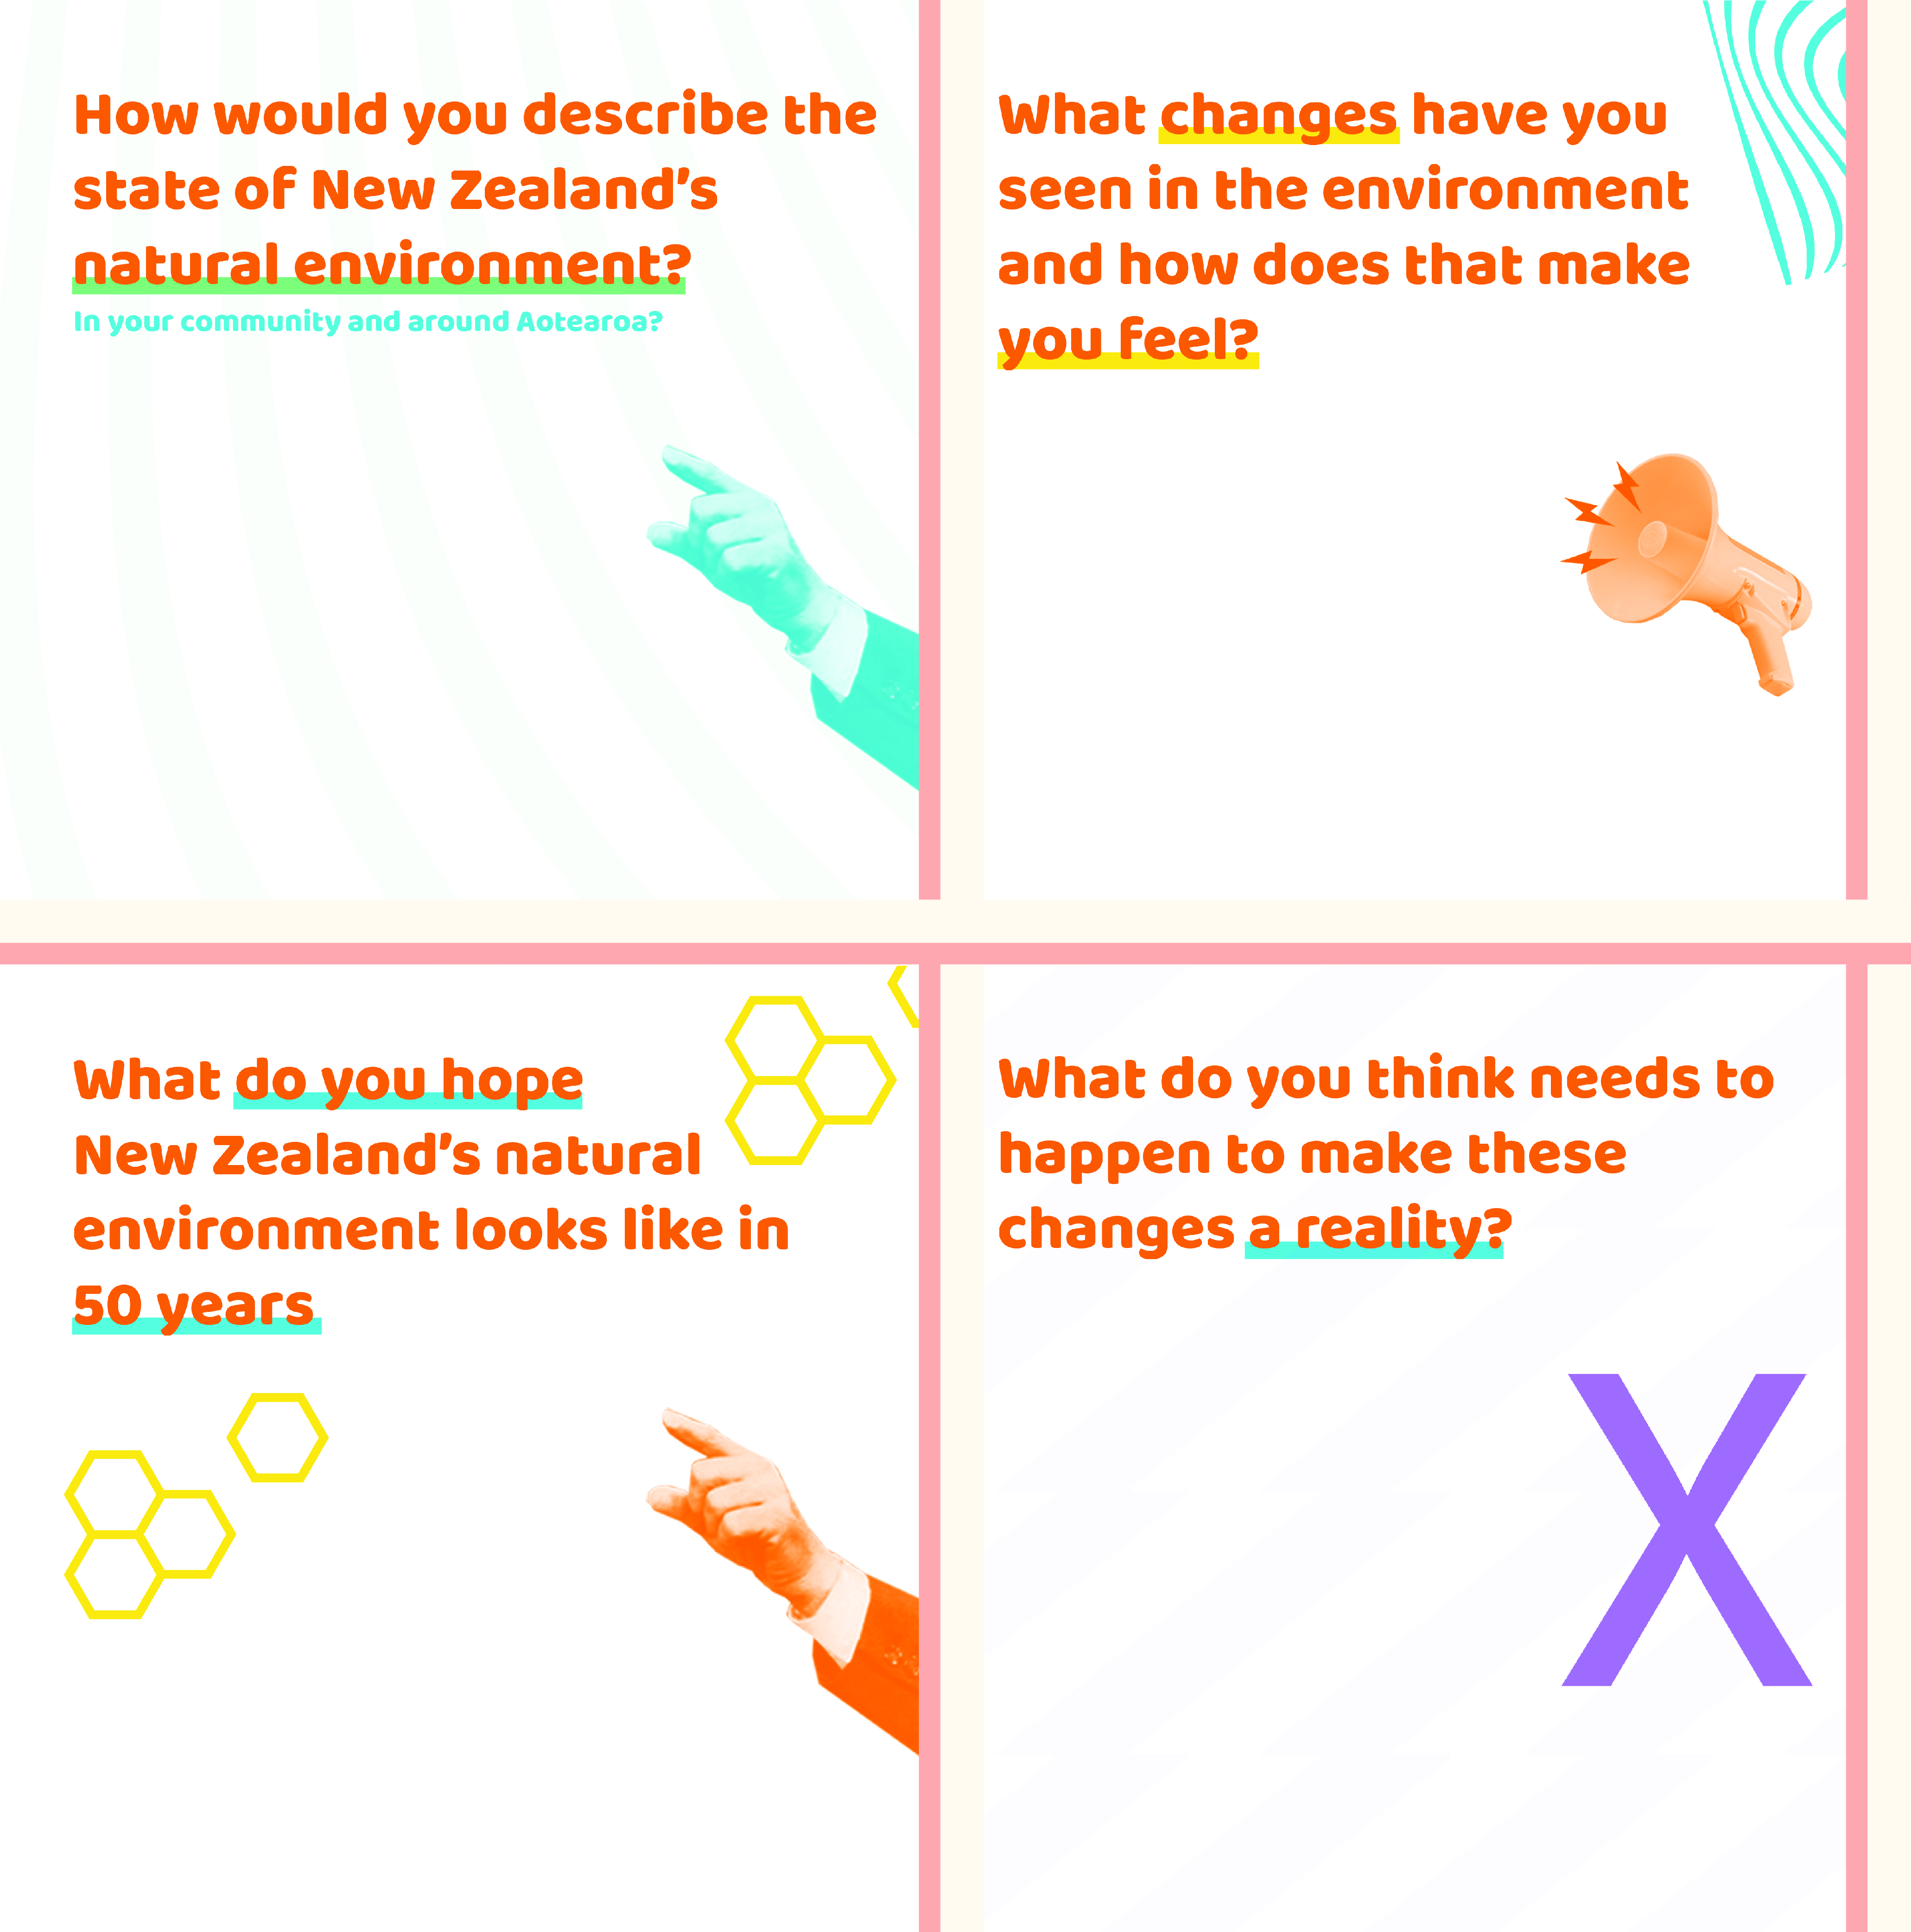 How would you describe the
state of New Zealand's
natural environment?
In your community and around Aotearoa?
What changes have you
seen in the environment
and how does that make
you feel?
What do you hope
New Zealand's natural
environment looks like in
50 years
What do you think needs to
happen to make these
changes a reality?
X